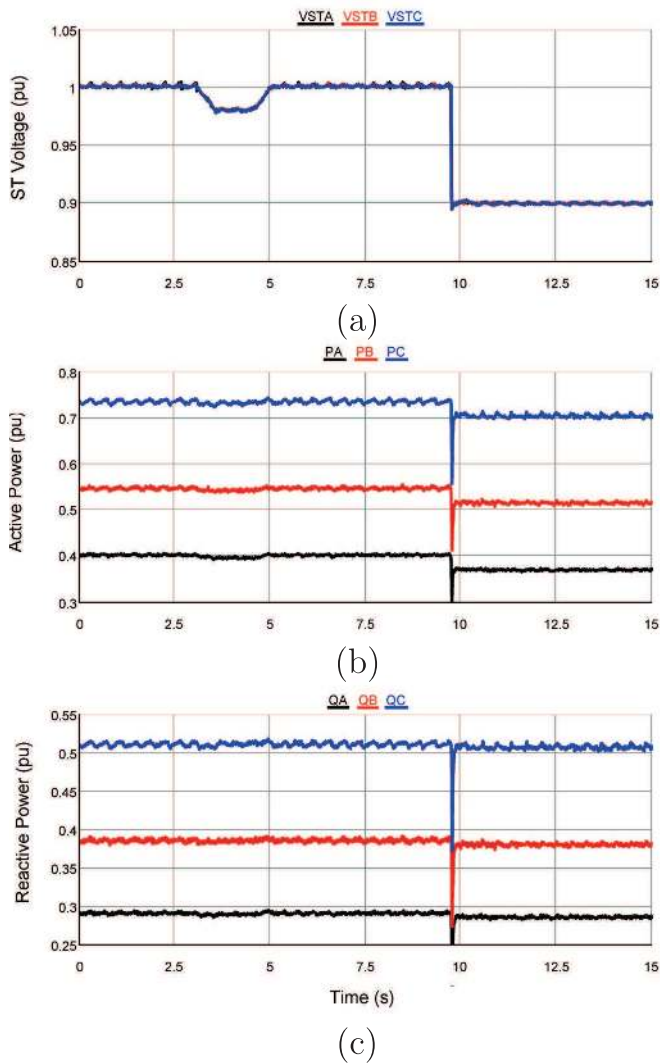 VSTA VSTB VSTC
1.05
1
0.95
0.9
0.85
ST Voltage (pu)
0 2.5 5 7.5 10 12.5 15
(a)
PA PB PC
0.8
0.7
0.6
0.5
0.4
0.3
Active Power (pu)
0 2.5 5 7.5 10 12.5 15
(b)
QA QB QC
0.55
0.5
0.45
0.4
0.35
0.3
0.25
Reactive Power (pu)
0 2.5 5 7.5 10 12.5 15
Time (s)
(c)